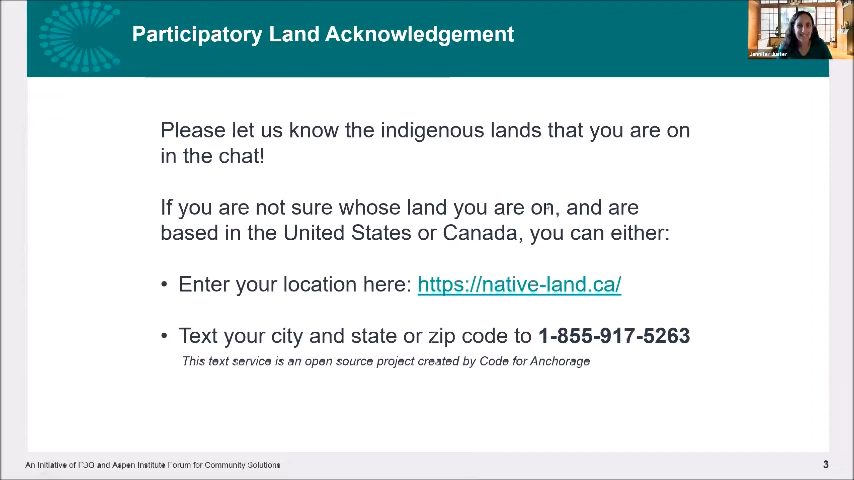 Participatory Land Acknowledgement
Jennifer Juster
Please let us know the indigenous lands that you are on
in the chat!
If you are not sure whose land you are on, and are
based in the United States or Canada, you can either:
• Enter your location here: https://native-land.ca/
• Text your city and state or zip code to 1-855-917-5263
This text service is an open source project created by Code for Anchorage
An Initiative of FSG and Aspen Institute Forum for Community Solutions
3